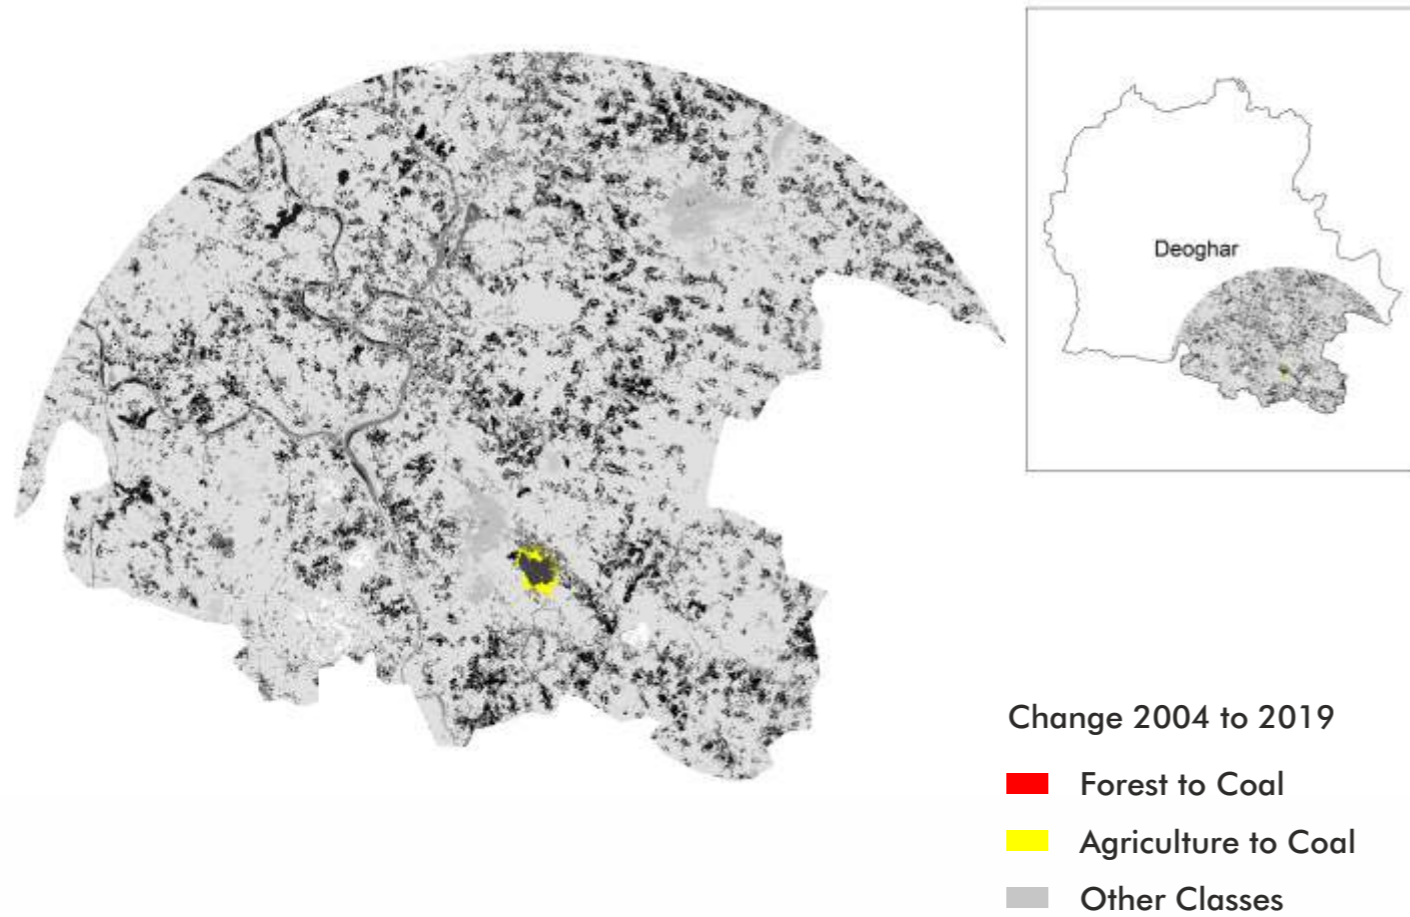 Deoghar
Change 2004 to 2019
Forest to Coal
Agriculture to Coal
Other Classes